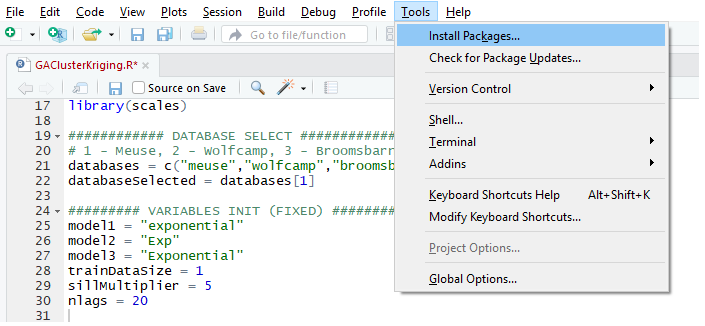 File Edit Code View Plots Session Build Debug Profile Tools Help
Go to file/function
GAClusterKriging.R*
Source on Save
17 library(scales)
18
19 ############ DATABASE SELECT ############
20 # 1 - Meuse, 2 - Wolfcamp, 3 - Broomsbarr
21 databases = c("meuse","wolfcamp","broomsb
22 databaseSelected = databases[1]
23
24 ######### VARIABLES INIT (FIXED) #########
25 model1 = "exponential"
26 model2 = "Exp"
27 model3 = "Exponential"
28 trainDataSize = 1
29 sillMultiplier = 5
30 nlags = 20
31
Install Packages...
Check for Package Updates...
Version Control
Shell...
Terminal
Addins
Keyboard Shortcuts Help Alt+Shift+K
Modify Keyboard Shortcuts...
Project Options...
Global Options...